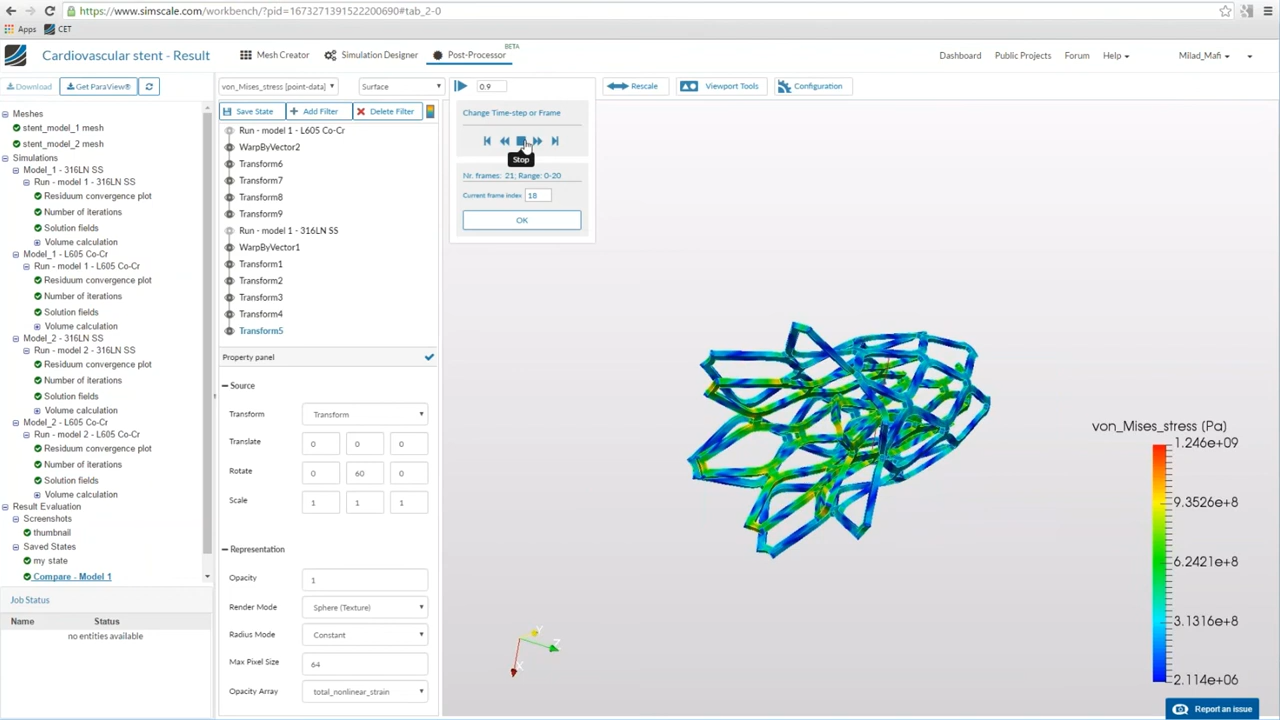 https://www.simscale.com/workbench/?pid=1673271391522200690#tab_2-0
Apps CET
Cardiovascular stent - Result
Mesh Creator Simulation Designer Post-Processor BETA
Dashboard Public Projects Forum Help Milad_Mafi
Download Get ParaView®
von_Mises_stress [point-data] Surface 0.9 Rescale Viewport Tools Configuration
Save State Add Filter Delete Filter
Meshes
stent_model_1 mesh
stent_model_2 mesh
Simulations
Model_1 - 316LN SS
Run - model 1 - 316LN SS
Residuum convergence plot
Number of iterations
Solution fields
Volume calculation
Model_1 - L605 Co-Cr
Run - model 1 - L605 Co-Cr
Residuum convergence plot
Number of iterations
Solution fields
Volume calculation
Model_2 - 316LN SS
Run - model 2 - 316LN SS
Residuum convergence plot
Number of iterations
Solution fields
Volume calculation
Model_2 - L605 Co-Cr
Run - model 2 - L605 Co-Cr
Residuum convergence plot
Number of iterations
Solution fields
Volume calculation
Result Evaluation
Screenshots
thumbnail
Saved States
my state
Compare - Model 1
Job Status
Name Status
no entities available
Run - model 1 - L605 Co-Cr
WarpByVector2
Transform6
Transform7
Transform8
Transform9
Run - model 1 - 316LN SS
WarpByVector1
Transform1
Transform2
Transform3
Transform4
Transform5
Property panel
Source
Transform Transform
Translate 0 0 0
Rotate 0 60 0
Scale 1 1 1
Representation
Opacity 1
Render Mode Sphere (Texture)
Radius Mode Constant
Max Pixel Size 64
Opacity Array total_nonlinear_strain
Change Time-step or Frame
Stop
Nr. frames: 21; Range: 0-20
Current frame index 18
OK
von_Mises_stress (Pa)
1.246e+09
9.3526e+8
6.2421e+8
3.1316e+8
2.114e+06
Y
Z
X
Report an issue